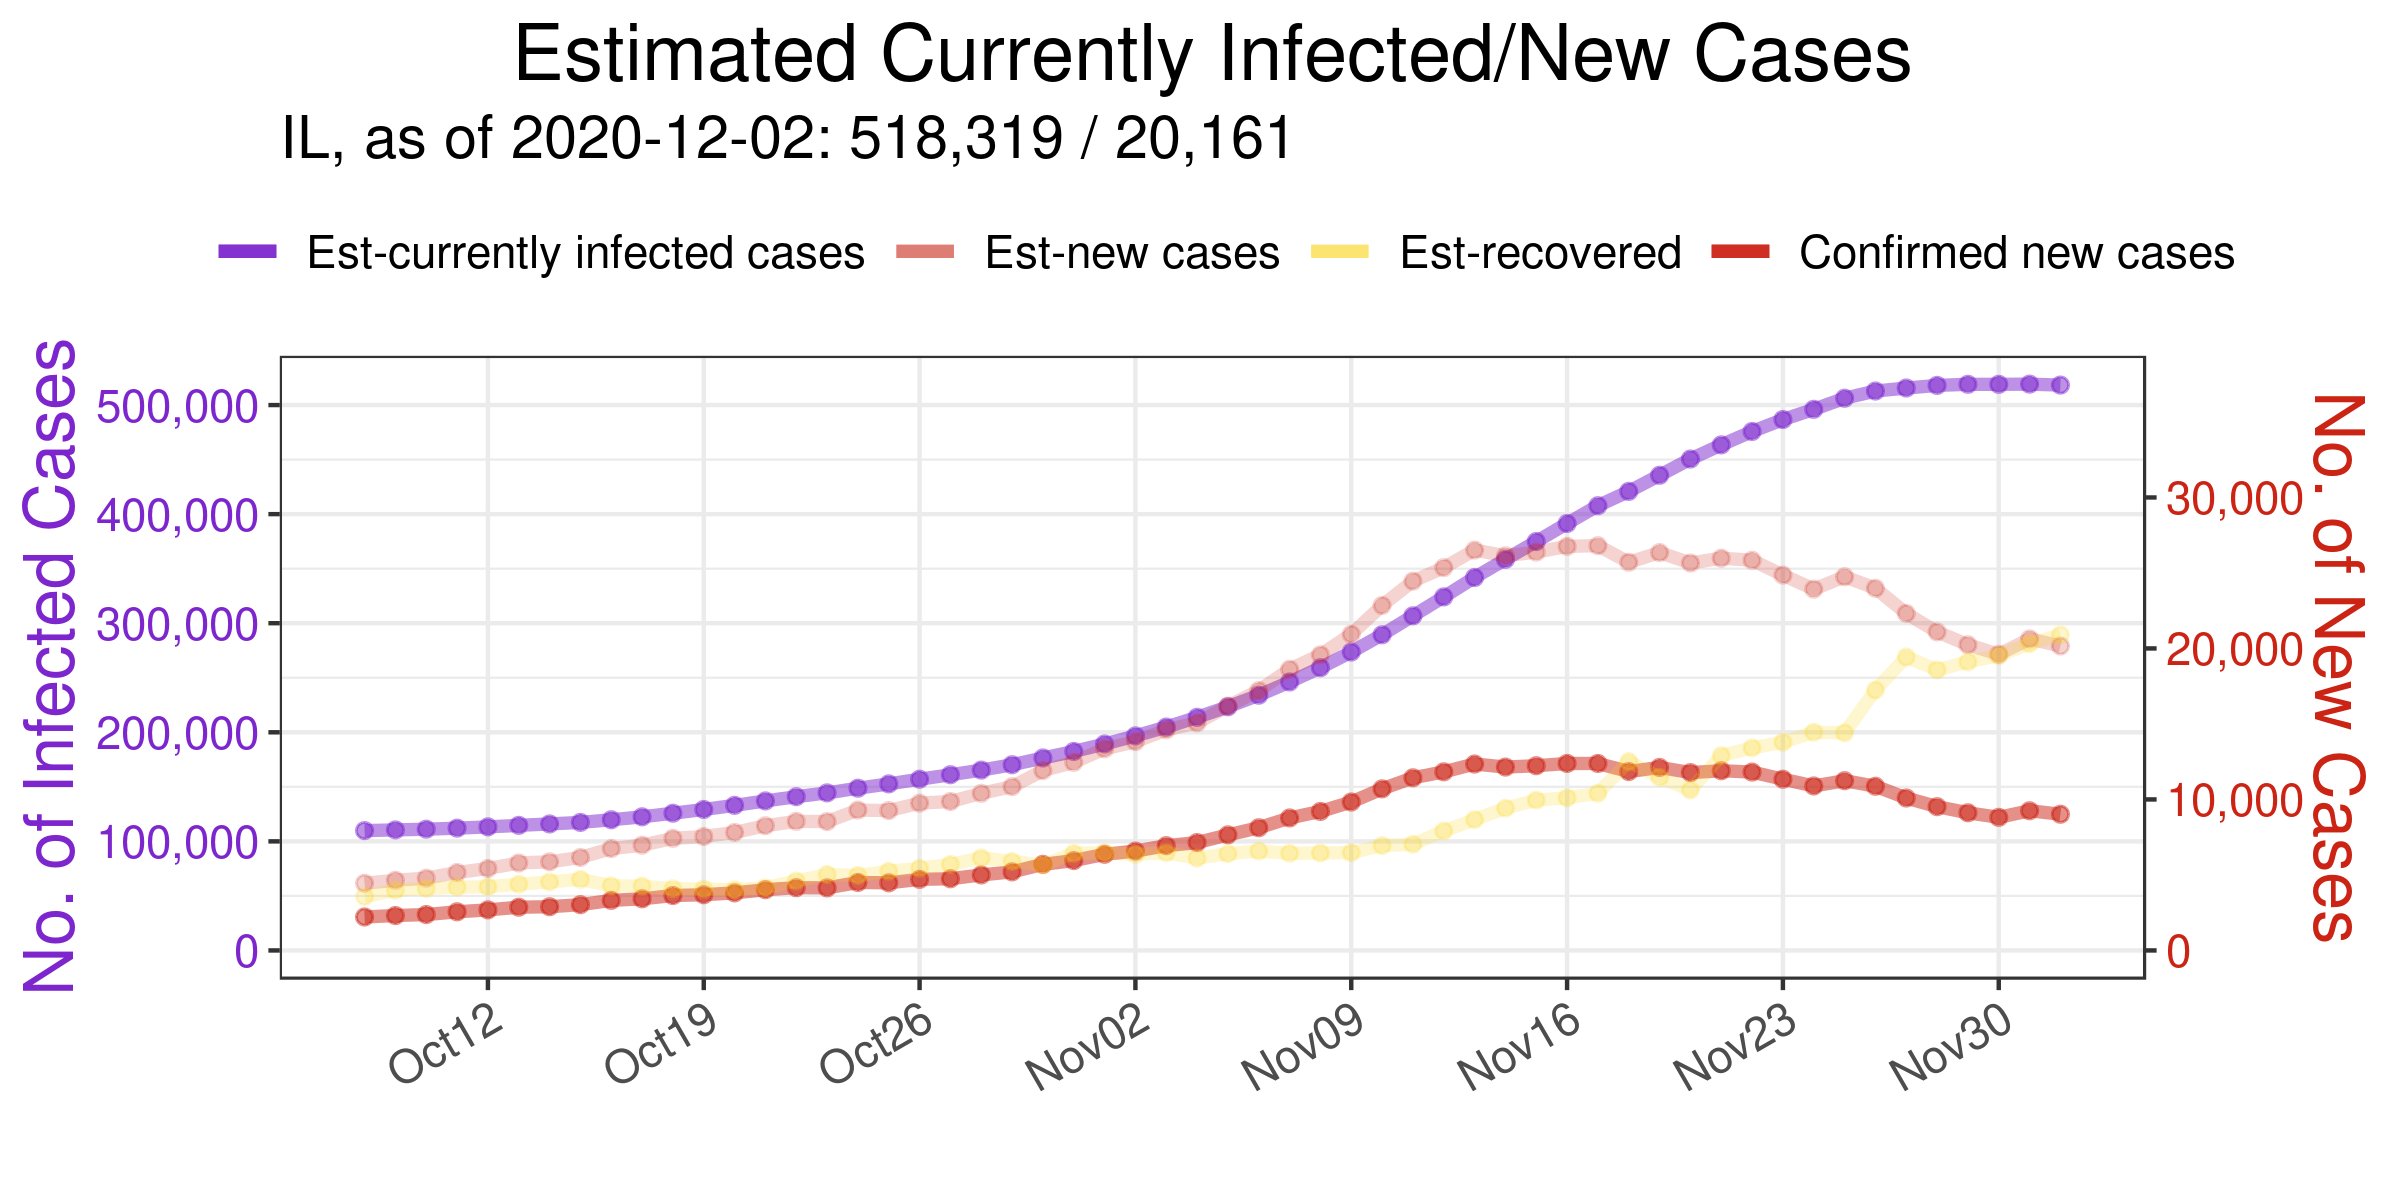 Estimated Currently Infected/New Cases
IL, as of 2020-12-02: 518,319 / 20,161
Est-currently infected cases Est-new cases Est-recovered Confirmed new cases
No. of Infected Cases
500,000
400,000
300,000
200,000
100,000
0
30,000
20,000
10,000
0
No. of New Cases
Oct12 Oct19 Oct26 Nov02 Nov09 Nov16 Nov23 Nov30